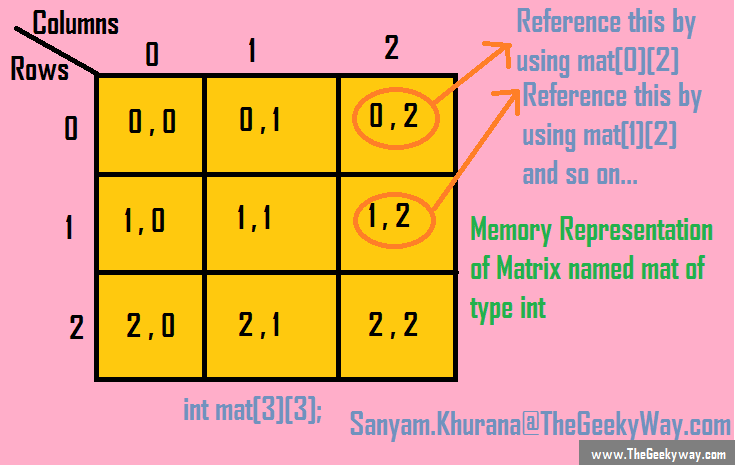 Columns
Rows
0 1 2
0
0 , 0 0 , 1 0 , 2
1
1 , 0 1 , 1 1 , 2
2
2 , 0 2 , 1 2 , 2
Reference this by
using mat[0][2]
Reference this by
using mat[1][2]
and so on...
Memory Representation
of Matrix named mat of
type int
int mat[3][3];
Sanyam.Khurana@TheGeekyWay.com
www.TheGeekyway.com